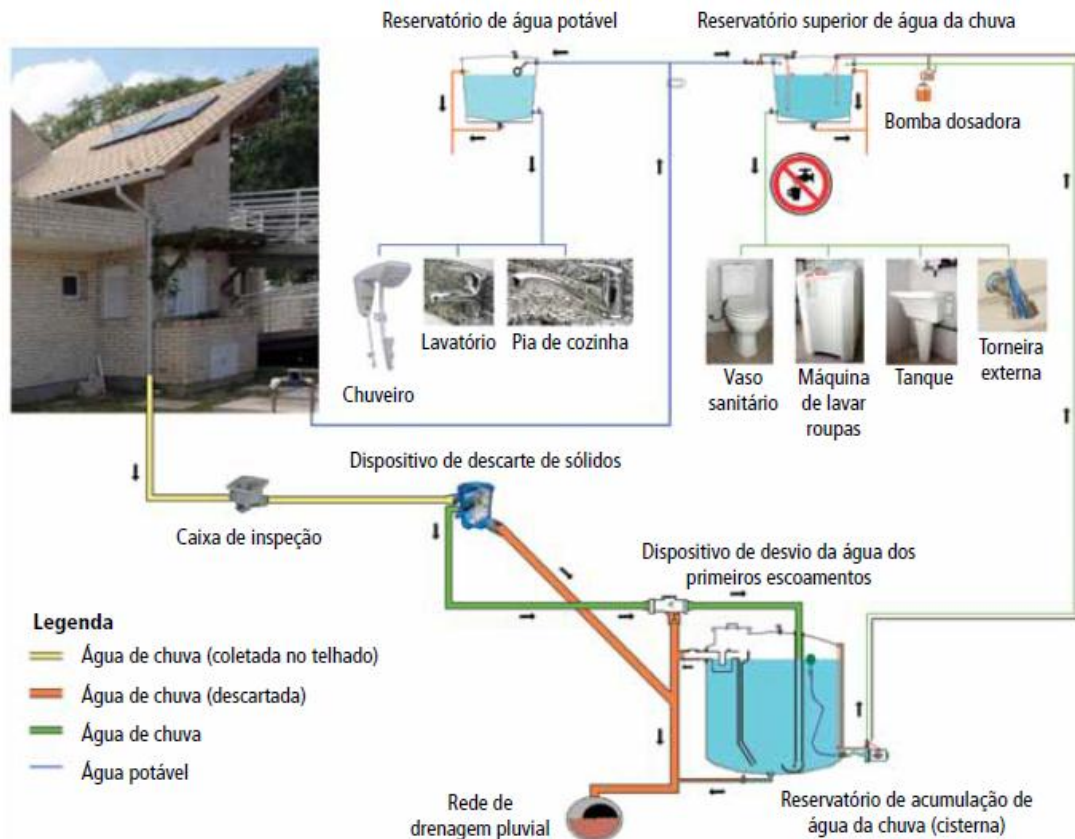 Reservatório de água potável
Reservatório superior de água da chuva
Bomba dosadora
Chuveiro
Lavatório
Pia de cozinha
Vaso
sanitário
Máquina
de lavar
roupas
Tanque
Torneira
externa
Dispositivo de descarte de sólidos
Caixa de inspeção
Dispositivo de desvio da água dos
primeiros escoamentos
Legenda
Água de chuva (coletada no telhado)
Água de chuva (descartada)
Água de chuva
Água potável
Rede de
drenagem pluvial
Reservatório de acumulação de
água da chuva (cisterna)